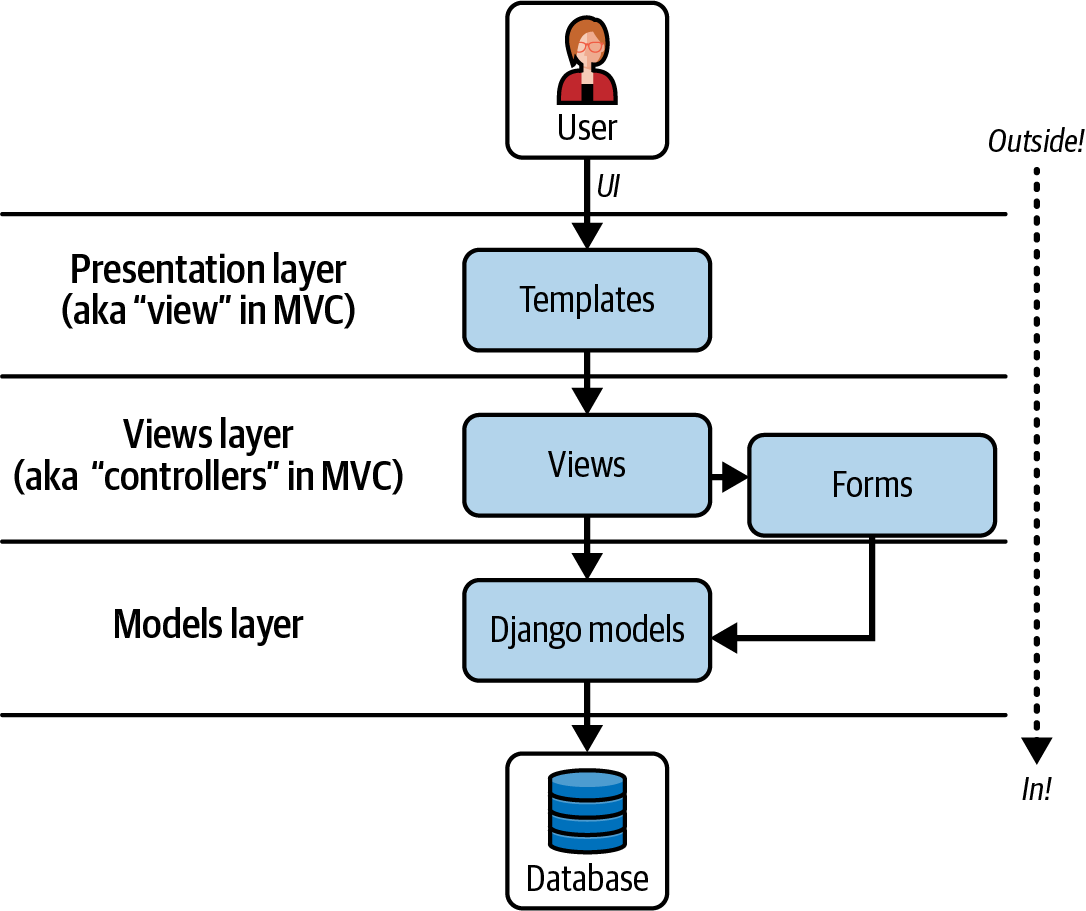 User
Outside!
UI
Presentation layer
(aka “view” in MVC)
Templates
Views layer
(aka “controllers” in MVC)
Views
Forms
Models layer
Django models
In!
Database